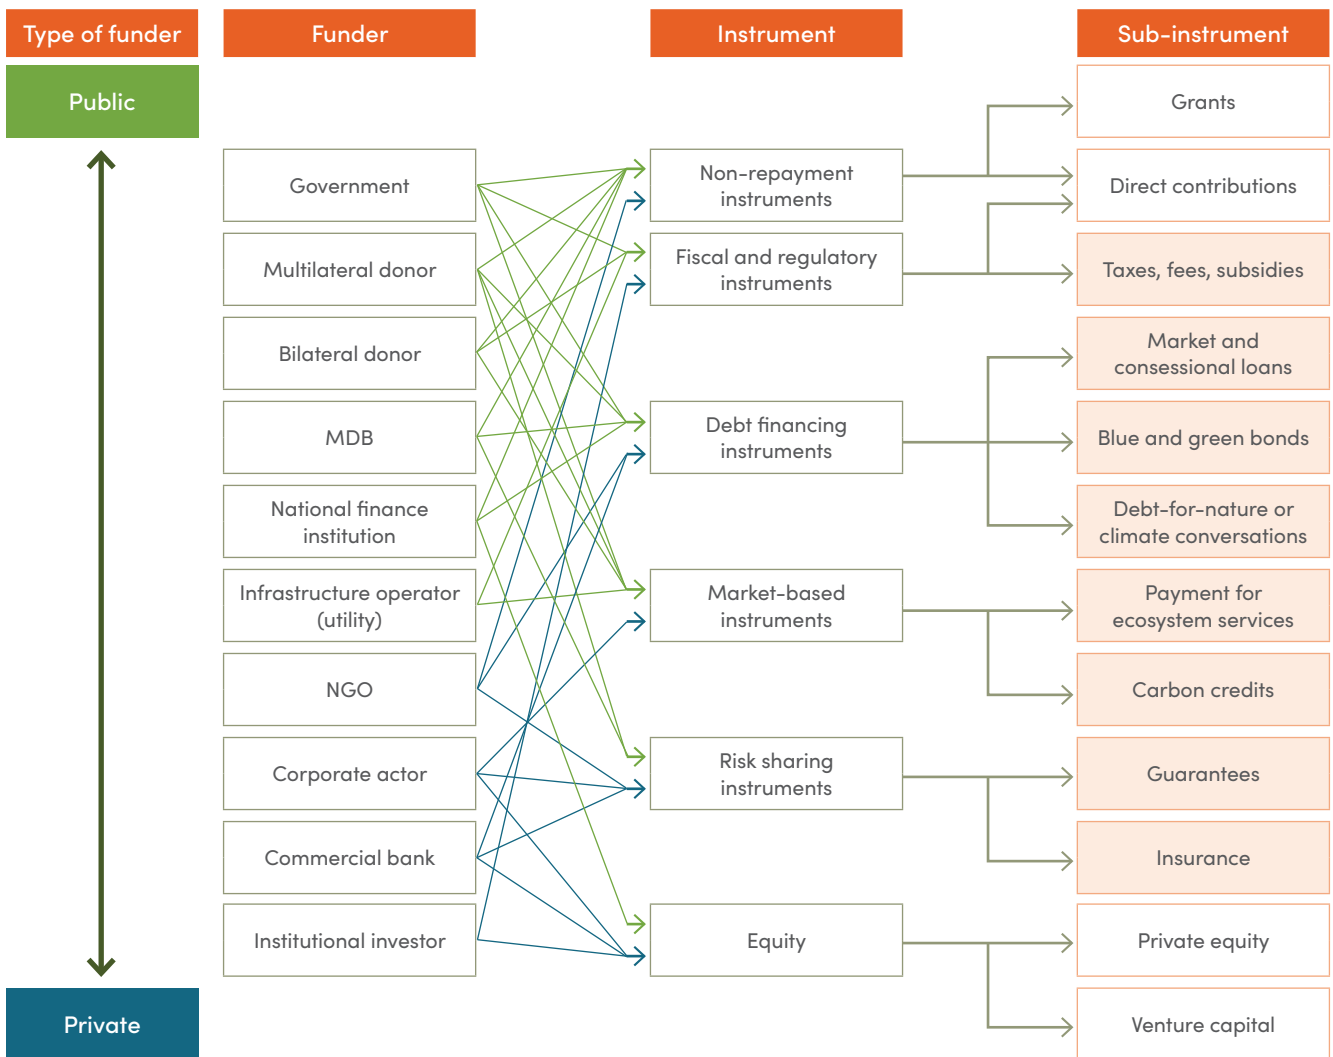 Type of funder
Funder
Instrument
Sub-instrument
Public
Grants
Government
Non-repayment
instruments
Direct contributions
Multilateral donor
Fiscal and regulatory
instruments
Taxes, fees, subsidies
Bilateral donor
Market and
consessional loans
MDB
Debt financing
instruments
Blue and green bonds
National finance
institution
Debt-for-nature or
climate conversations
Infrastructure operator
(utility)
Market-based
instruments
Payment for
ecosystem services
NGO
Carbon credits
Corporate actor
Risk sharing
instruments
Guarantees
Commercial bank
Insurance
Institutional investor
Equity
Private equity
Private
Venture capital